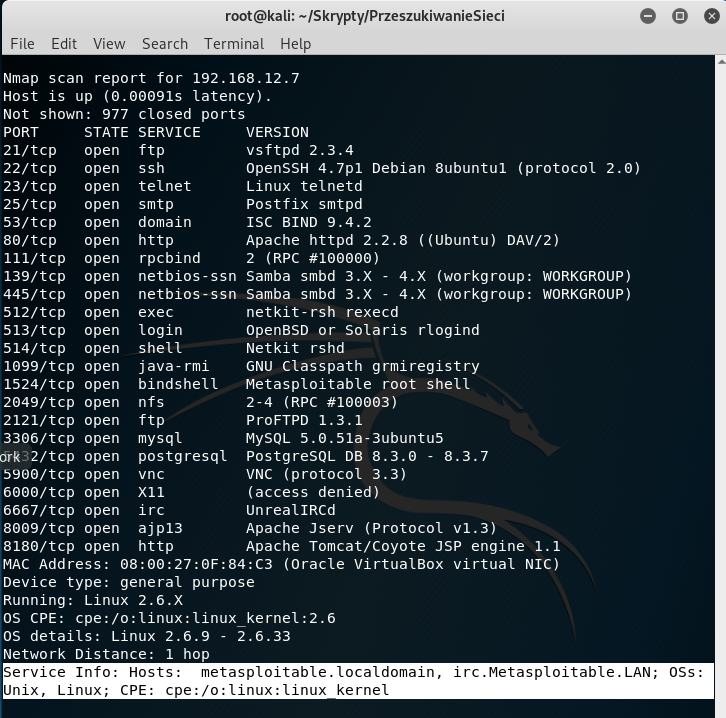 root@kali: ~/Skrypty/PrzeszukiwanieSieci
File Edit View Search Terminal Help
Nmap scan report for 192.168.12.7
Host is up (0.00091s latency).
Not shown: 977 closed ports
PORT STATE SERVICE VERSION
21/tcp open ftp vsftpd 2.3.4
22/tcp open ssh OpenSSH 4.7p1 Debian 8ubuntu1 (protocol 2.0)
23/tcp open telnet Linux telnetd
25/tcp open smtp Postfix smtpd
53/tcp open domain ISC BIND 9.4.2
80/tcp open http Apache httpd 2.2.8 ((Ubuntu) DAV/2)
111/tcp open rpcbind 2 (RPC #100000)
139/tcp open netbios-ssn Samba smbd 3.X - 4.X (workgroup: WORKGROUP)
445/tcp open netbios-ssn Samba smbd 3.X - 4.X (workgroup: WORKGROUP)
512/tcp open exec netkit-rsh rexecd
513/tcp open login OpenBSD or Solaris rlogind
514/tcp open shell Netkit rshd
1099/tcp open java-rmi GNU Classpath grmiregistry
1524/tcp open bindshell Metasploitable root shell
2049/tcp open nfs 2-4 (RPC #100003)
2121/tcp open ftp ProFTPD 1.3.1
3306/tcp open mysql MySQL 5.0.51a-3ubuntu5
open postgresql PostgreSQL DB 8.3.0 - 8.3.7
5900/tcp open vnc VNC (protocol 3.3)
6000/tcp open X11 (access denied)
6667/tcp open irc UnrealIRCd
8009/tcp open ajp13 Apache Jserv (Protocol v1.3)
8180/tcp open http Apache Tomcat/Coyote JSP engine 1.1
MAC Address: 08:00:27:0F:84:C3 (Oracle VirtualBox virtual NIC)
Device type: general purpose
Running: Linux 2.6.X
OS CPE: cpe:/o:linux:linux_kernel:2.6
OS details: Linux 2.6.9 - 2.6.33
Network Distance: 1 hop
Service Info: Hosts:  metasploitable.localdomain, irc.Metasploitable.LAN; OSs:
Unix, Linux; CPE: cpe:/o:linux:linux_kernel